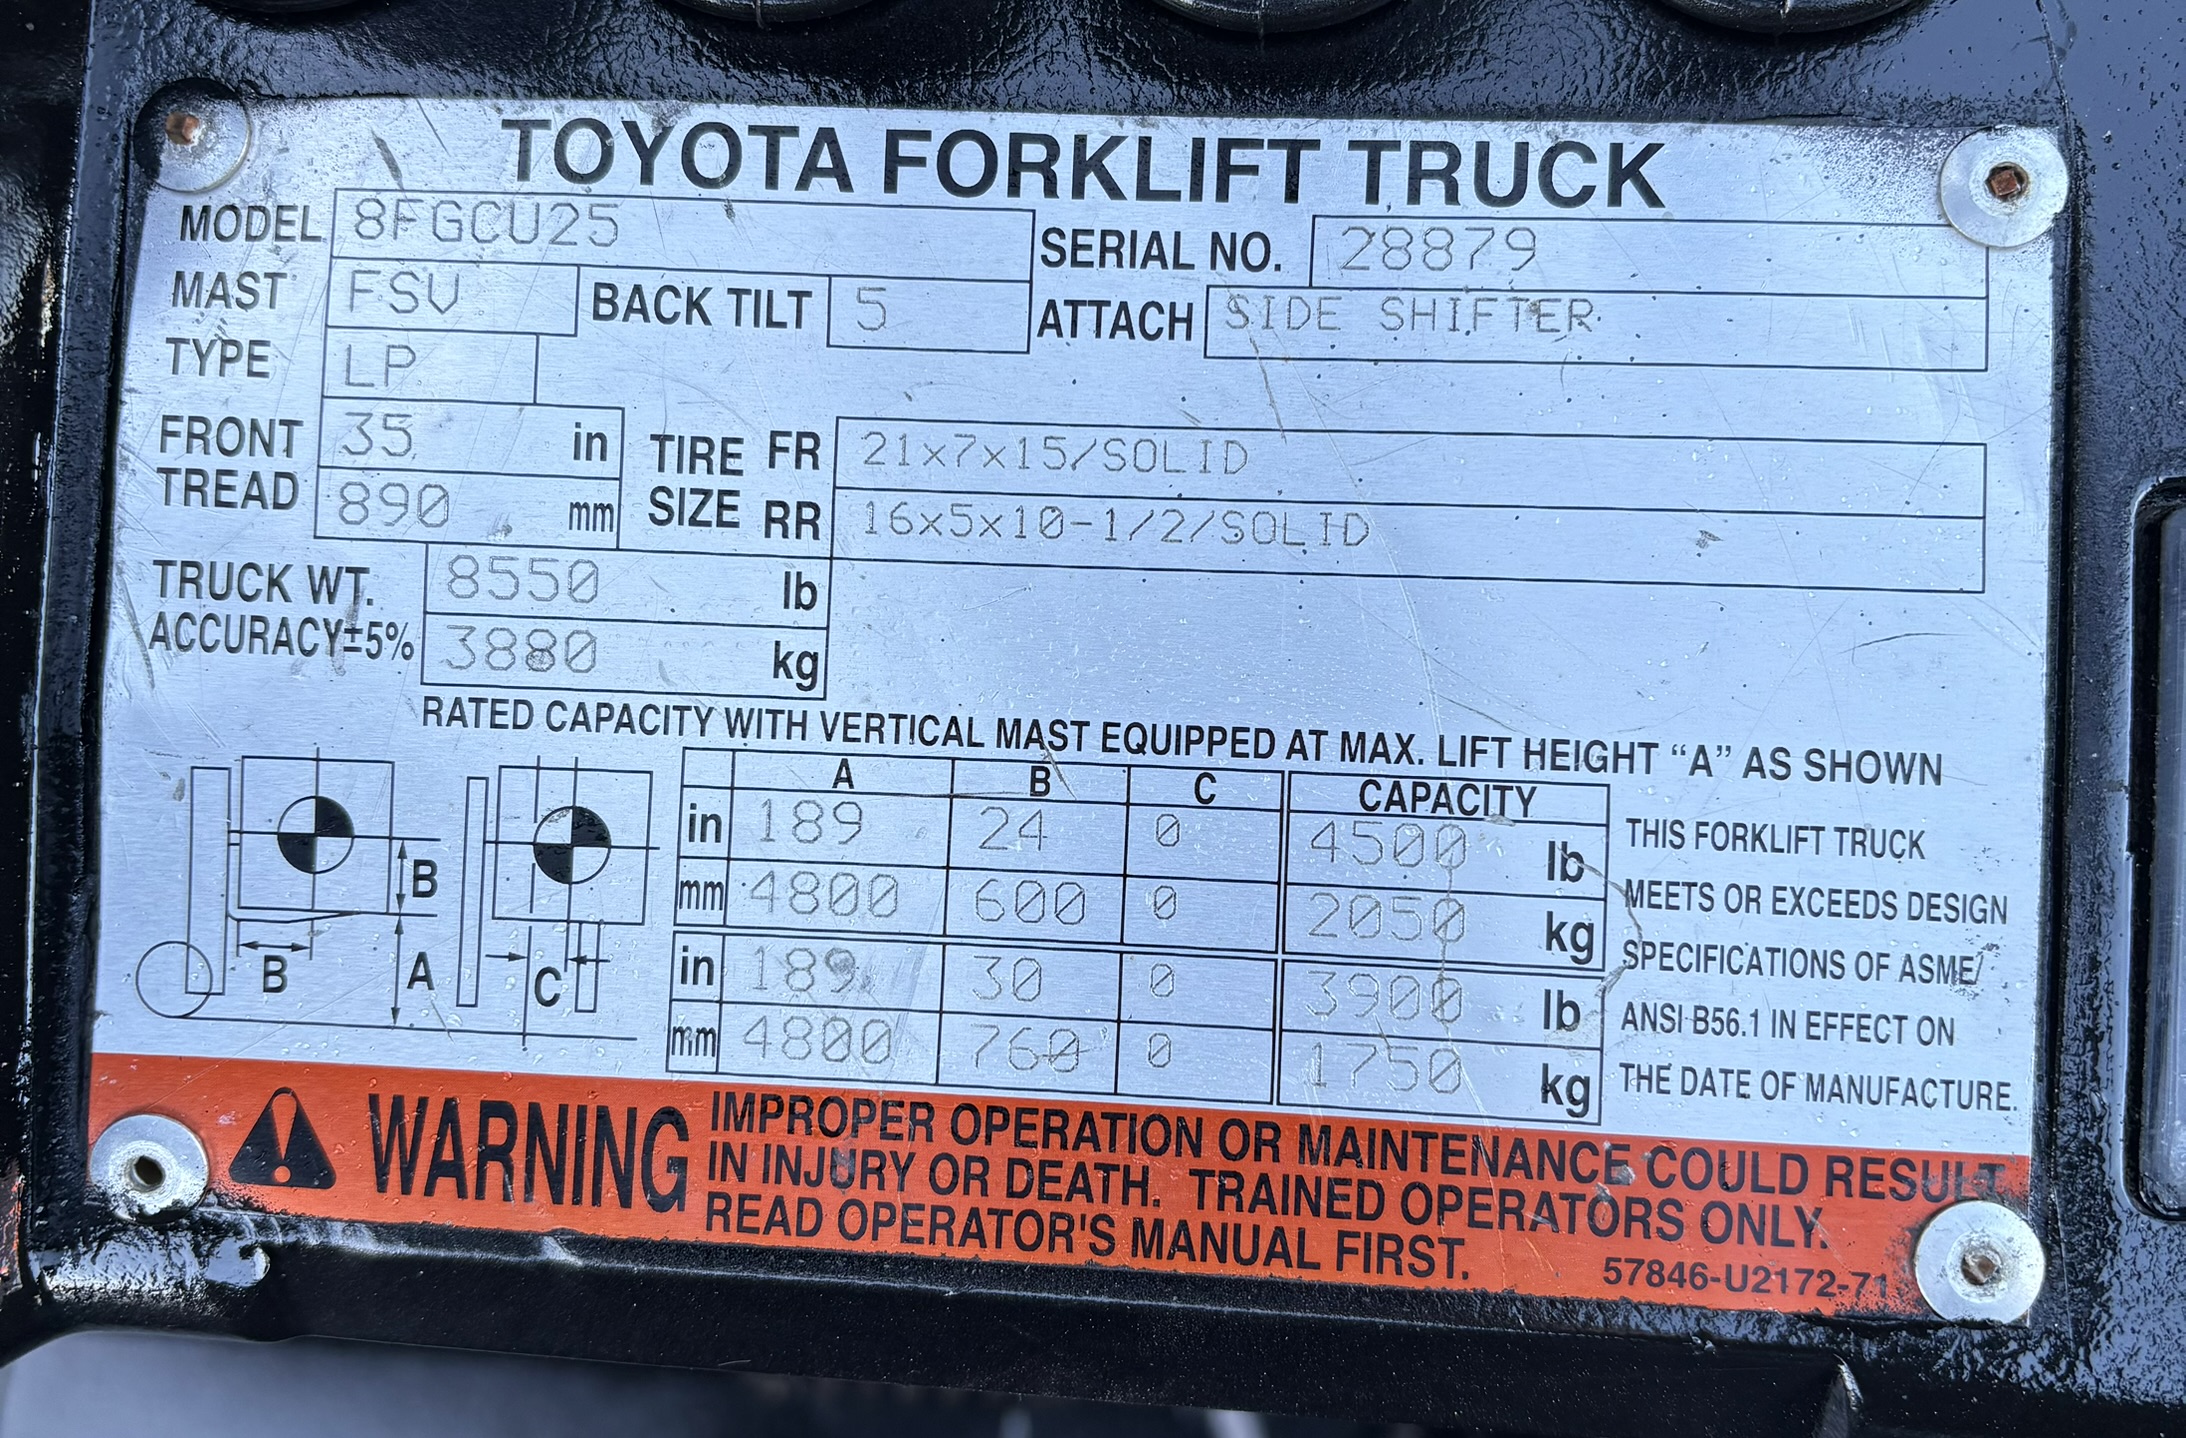 TOYOTA FORKLIFT TRUCK
MODEL 8FGCU25 SERIAL NO. 28879
MAST FSV BACK TILT 5 ATTACH SIDE SHIFTER
TYPE LP
FRONT TREAD 35 in TIRE SIZE FR 21x7x15/SOLID
890 mm RR 16x5x10-1/2/SOLID
TRUCK WT. 8550 lb
ACCURACY±5% 3880 kg
RATED CAPACITY WITH VERTICAL MAST EQUIPPED AT MAX. LIFT HEIGHT “A” AS SHOWN
A B C CAPACITY
in 189 24 0 4500 lb
mm 4800 600 0 2050 kg
in 189 30 0 3900 lb
mm 4800 760 0 1750 kg
B
B A C
THIS FORKLIFT TRUCK
MEETS OR EXCEEDS DESIGN
SPECIFICATIONS OF ASME/
ANSI B56.1 IN EFFECT ON
THE DATE OF MANUFACTURE.
WARNING
IMPROPER OPERATION OR MAINTENANCE COULD RESULT
IN INJURY OR DEATH. TRAINED OPERATORS ONLY.
READ OPERATOR'S MANUAL FIRST.
57846-U2172-71